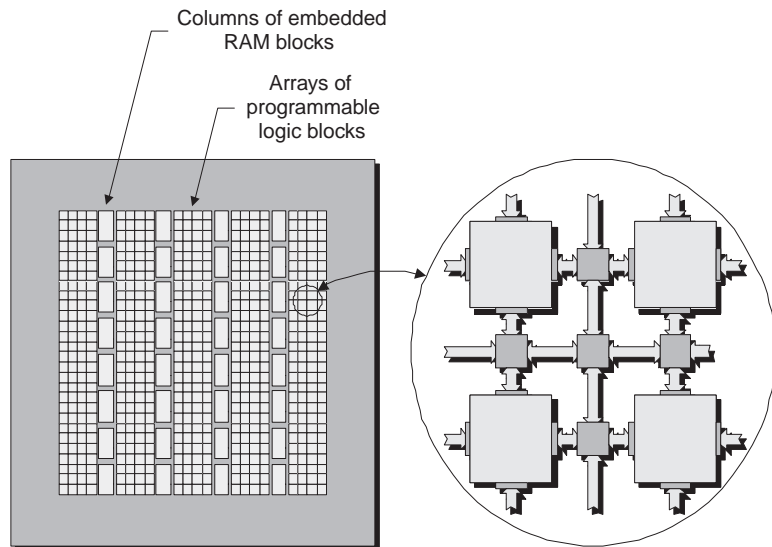 Columns of embedded
RAM blocks
Arrays of
programmable
logic blocks